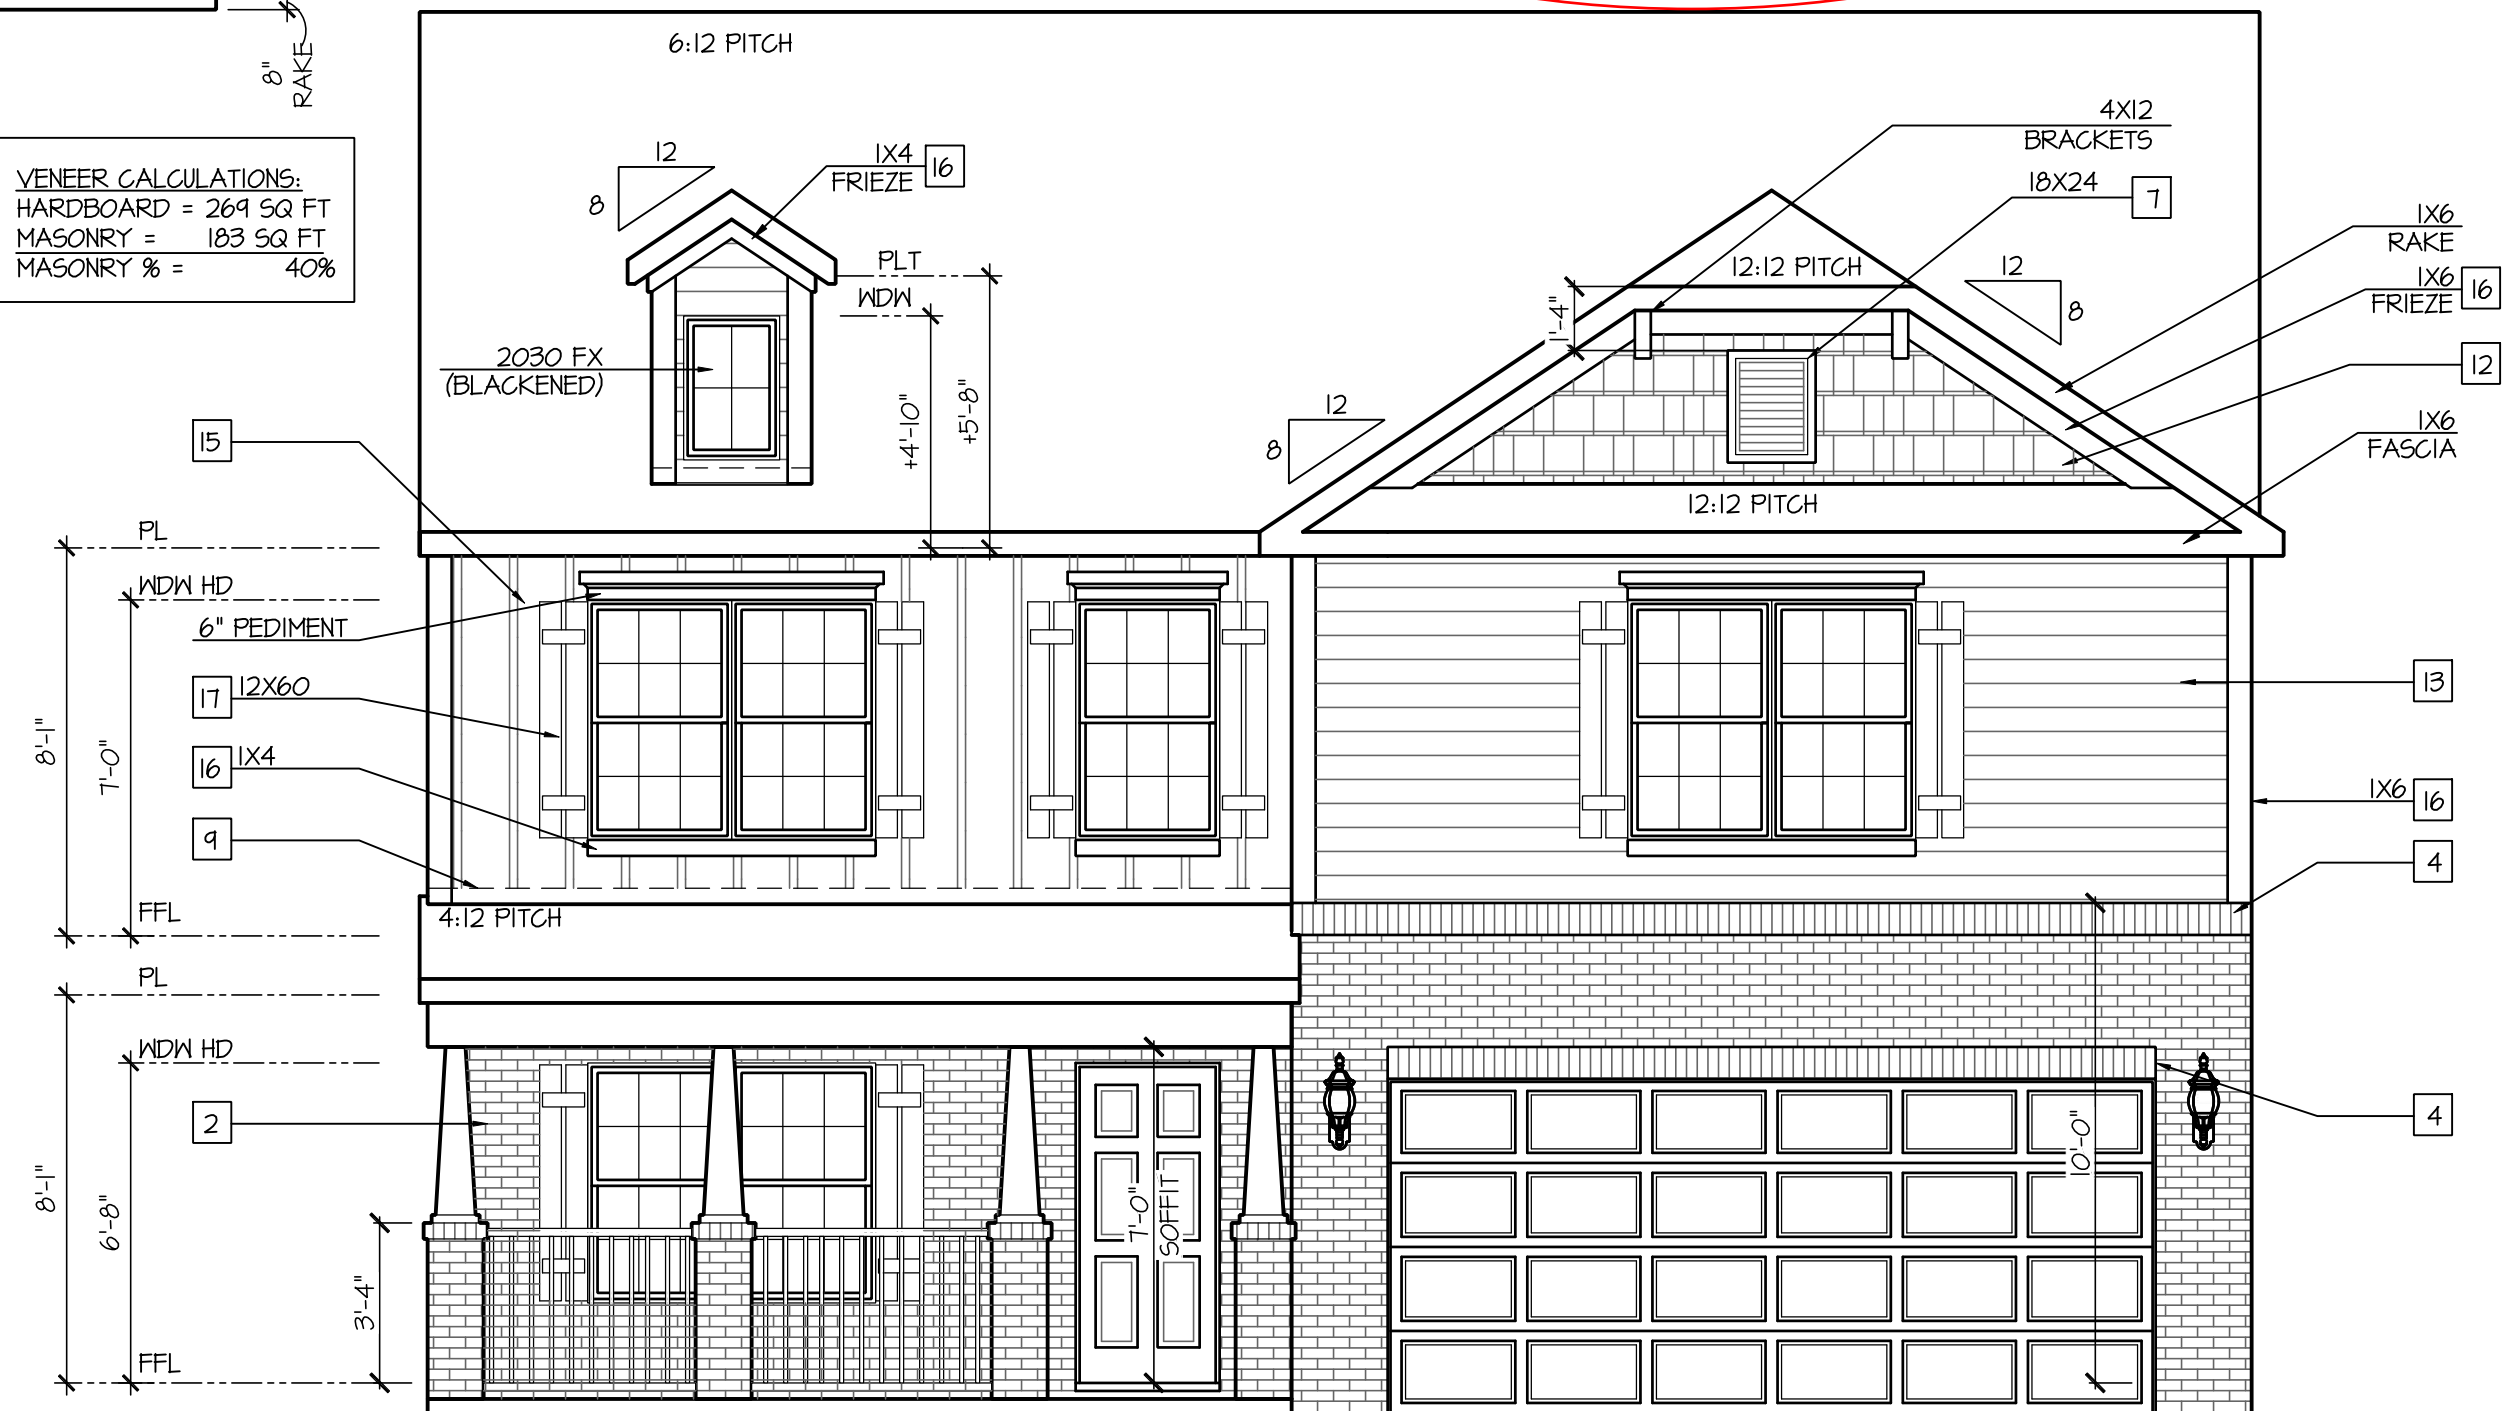 8"
RAKE
6:12 PITCH
VENEER CALCULATIONS:
HARDBOARD = 269 SQ FT
MASONRY = 183 SQ FT
MASONRY % = 40%
12
8
1X4
FRIEZE
16
PLT
WDW
2030 FX
(BLACKENED)
+4'-10"
+5'-8"
4X12
BRACKETS
18X24
7
1X6
RAKE
12:12 PITCH
12
8
1X6
FRIEZE
16
1'-4"
12
12
8
1X6
FASCIA
12:12 PITCH
15
PL
WDW HD
6" PEDIMENT
17
12X60
16
1X4
9
8'-1"
7'-0"
FFL
4:12 PITCH
13
1X6
16
4
PL
WDW HD
2
8'-1"
6'-8"
3'-4"
FFL
7'-0"
SOFFIT
10'-0"
4